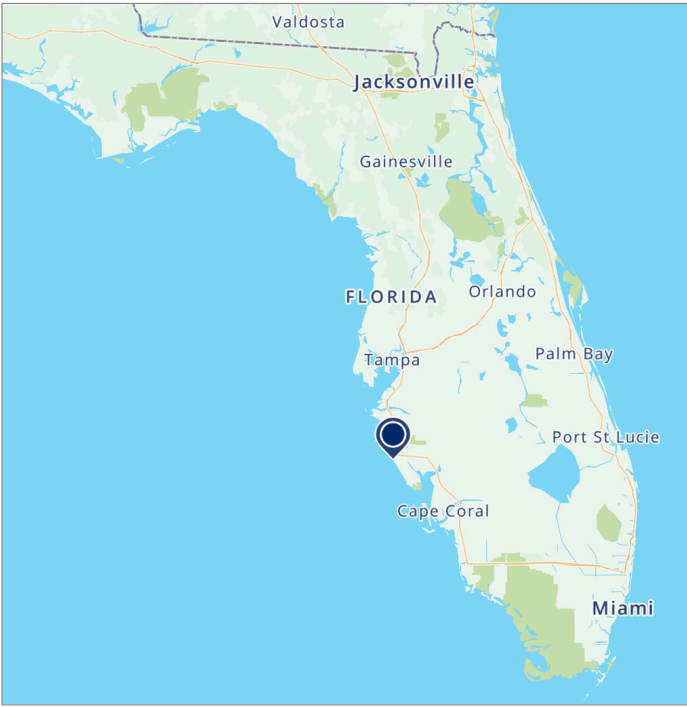 Valdosta
Jacksonville
Gainesville
FLORIDA
Orlando
Tampa
Palm Bay
Port St Lucie
Cape Coral
Miami